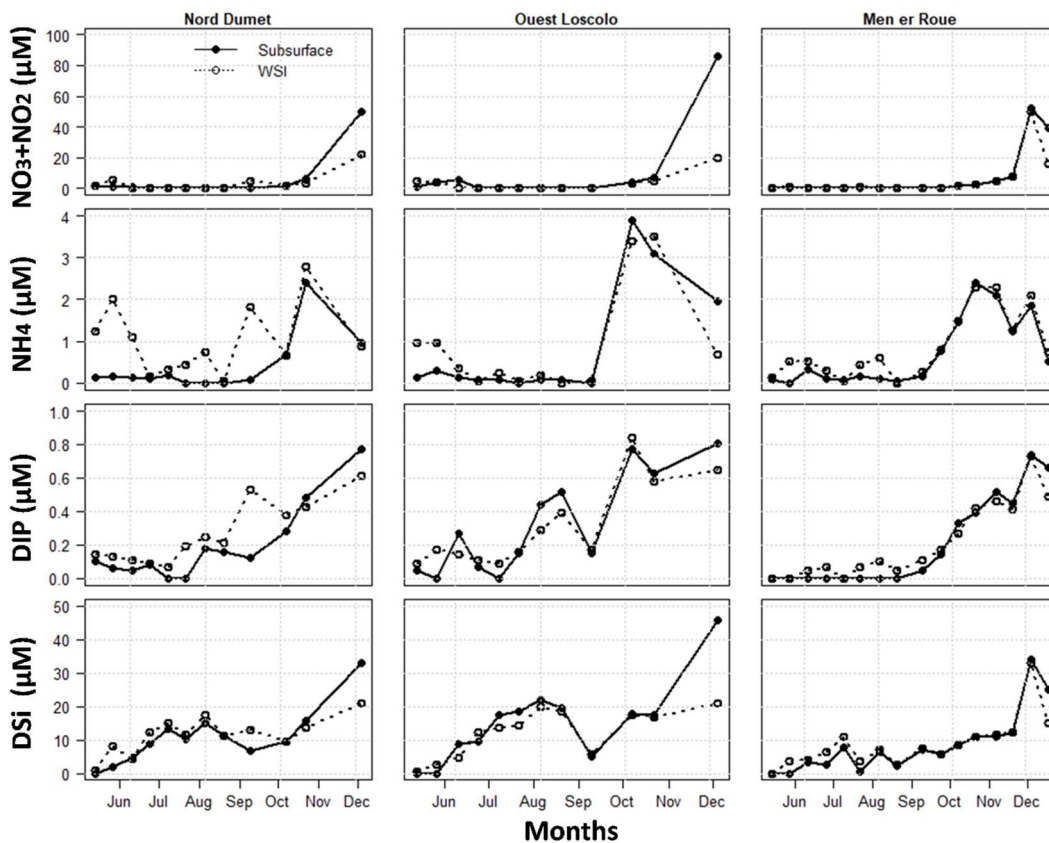 Nord Dumet Ouest Loscolo Men er Roue
NO3+NO2 (μM)
100
80
60
40
20
0
Subsurface
WSI
NH4 (μM)
4
3
2
1
0
DIP (μM)
1.0
0.8
0.6
0.4
0.2
0.0
DSi (μM)
50
40
30
20
10
0
Jun Jul Aug Sep Oct Nov Dec Jun Jul Aug Sep Oct Nov Dec Jun Jul Aug Sep Oct Nov Dec
Months